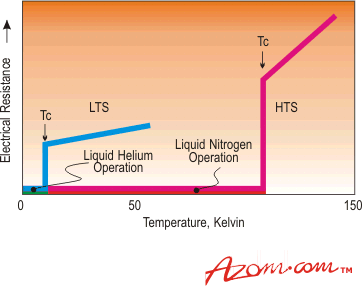 Electrical Resistance
Tc
LTS
Tc
HTS
Liquid Helium
Operation
Liquid Nitrogen
Operation
0
50
150
Temperature, Kelvin
Azom.com™